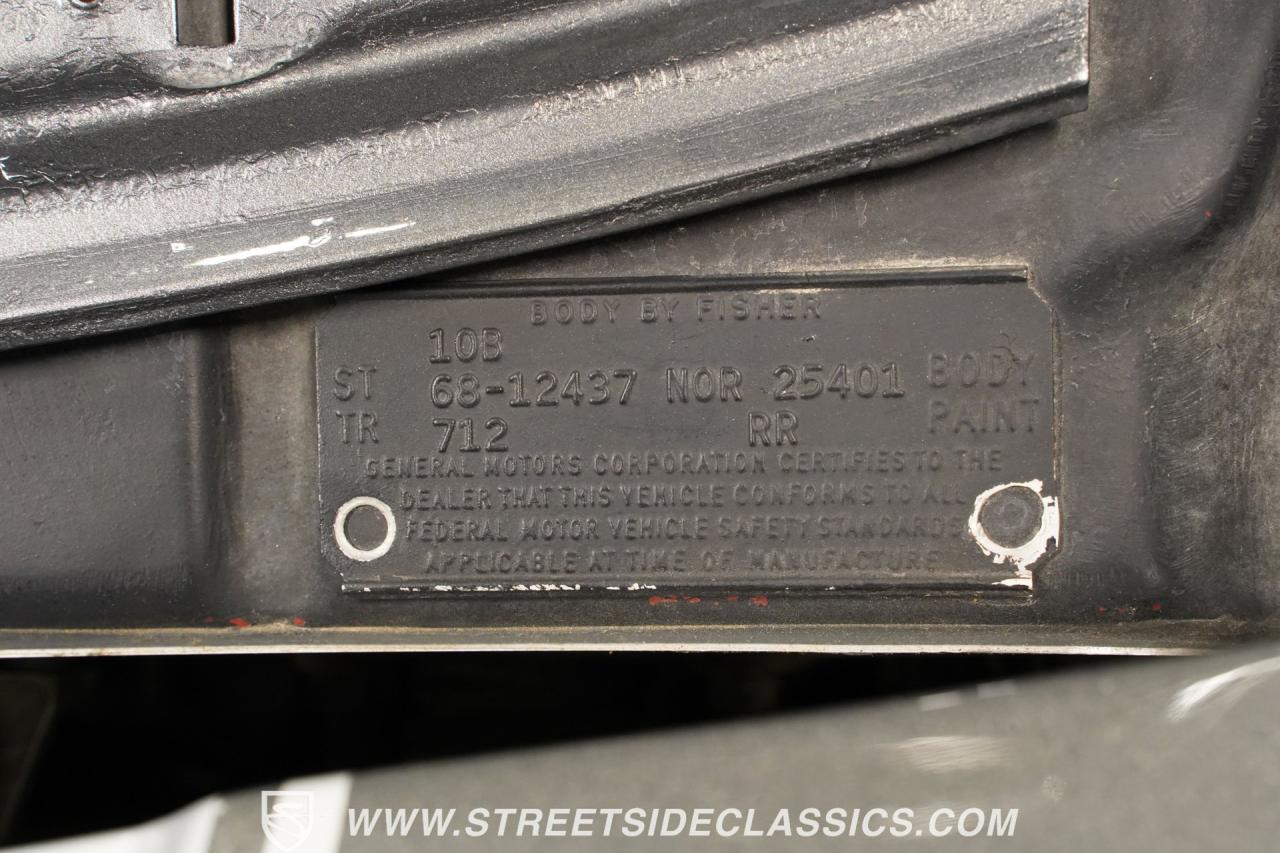 BODY BY FISHER
10B
ST 68-12437 NOR 25401 BODY
TR 712 RR PAINT
GENERAL MOTORS CORPORATION CERTIFIES TO THE
DEALER THAT THIS VEHICLE CONFORMS TO ALL
FEDERAL MOTOR VEHICLE SAFETY STANDARDS
APPLICABLE AT TIME OF MANUFACTURE
WWW.STREETSIDECLASSICS.COM